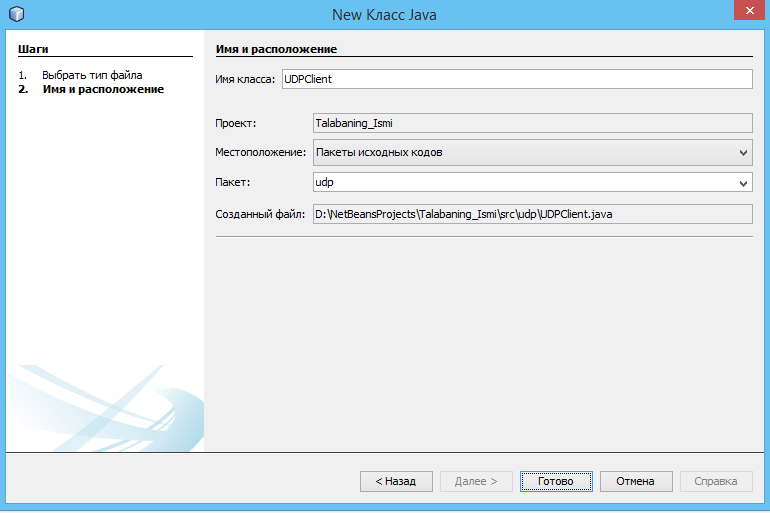 New Класс Java
Шаги
1. Выбрать тип файла
2. Имя и расположение
Имя и расположение
Имя класса: UDPClient
Проект: Talabaning_Ismi
Местоположение: Пакеты исходных кодов
Пакет: udp
Созданный файл: D:\NetBeansProjects\Talabaning_Ismi\src\udp\UDPClient.java
< Назад Далее > Готово Отмена Справка